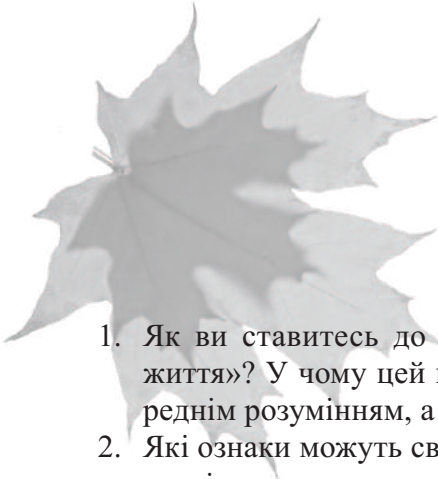 1. Як ви ставитесь до
життя»? У чому цей
реднім розумінням, а
2. Які ознаки можуть св